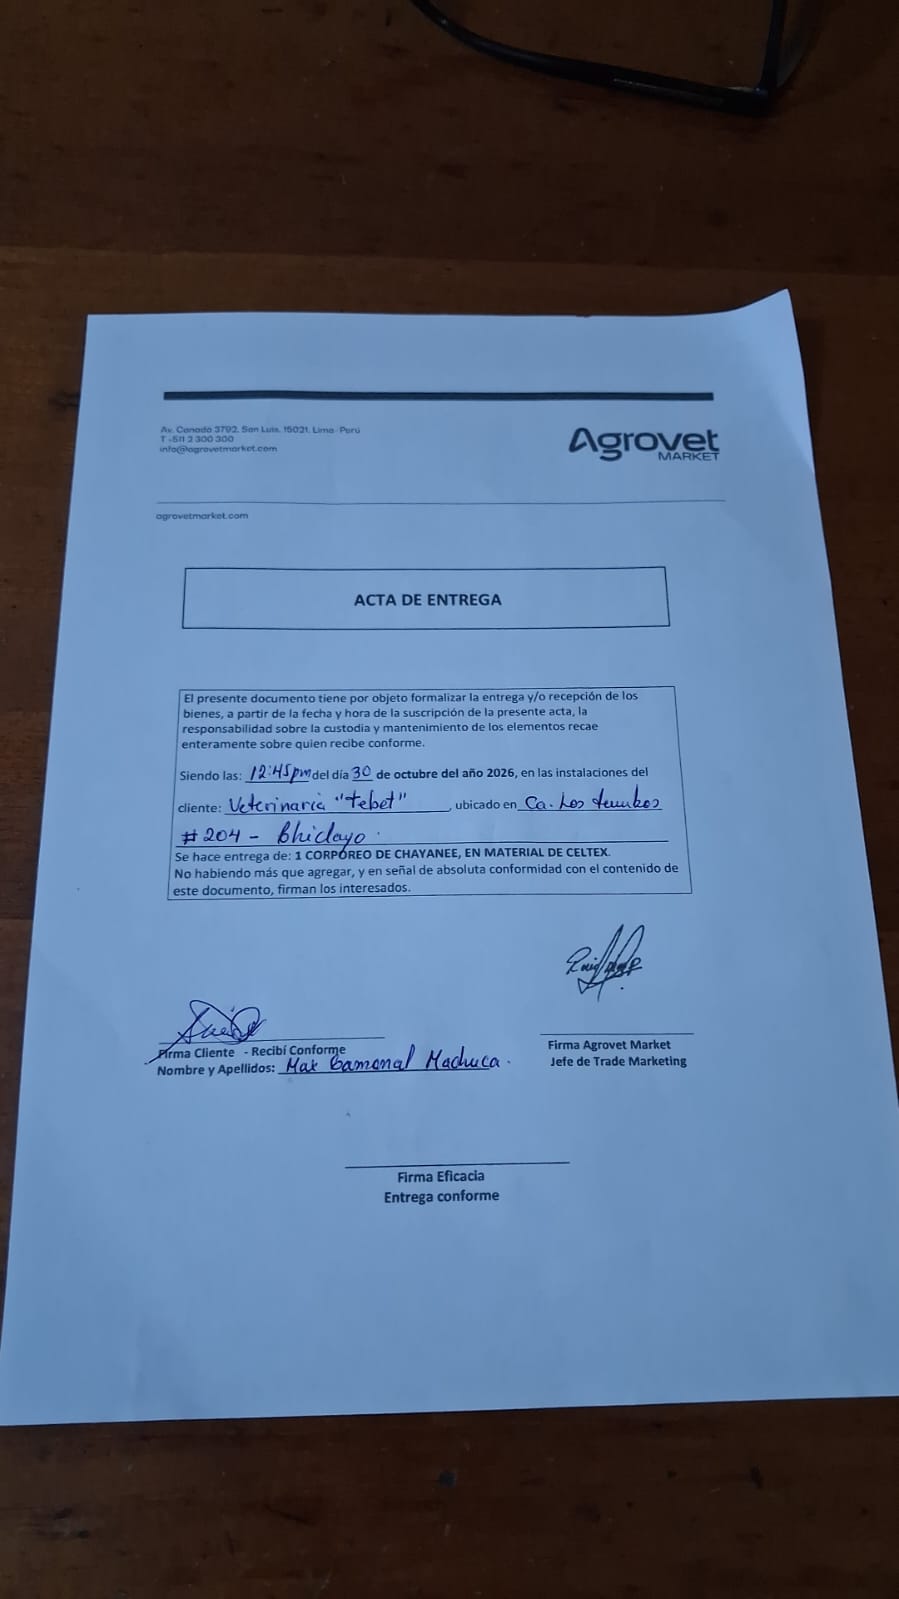 Av. Canadá 3792, San Luis, 15021, Lima - Perú
T +511 2 300 300
info@agrovetmarket.com
Agrovet
MARKET
agrovetmarket.com
ACTA DE ENTREGA
El presente documento tiene por objeto formalizar la entrega y/o recepción de los
bienes, a partir de la fecha y hora de la suscripción de la presente acta, la
responsabilidad sobre la custodia y mantenimiento de los elementos recae
enteramente sobre quien recibe conforme.
Siendo las: 12:45pm del día 30 de octubre del año 2026, en las instalaciones del
cliente: Veterinaria "Tebet", ubicado en Ca. Los
#204 - Chiclayo.
Se hace entrega de: 1 CORPÓREO DE CHAYANEE, EN MATERIAL DE CELTEX.
No habiendo más que agregar, y en señal de absoluta conformidad con el contenido de
este documento, firman los interesados.
Firma Cliente - Recibí Conforme
Nombre y Apellidos: Max Gamonal Machuca.
Firma Agrovet Market
Jefe de Trade Marketing
Firma Eficacia
Entrega conforme